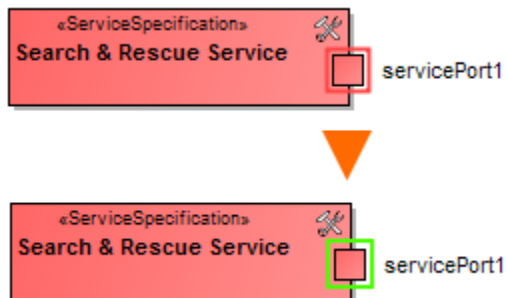 «ServiceSpecification»
Search & Rescue Service
servicePort1
«ServiceSpecification»
Search & Rescue Service
servicePort1